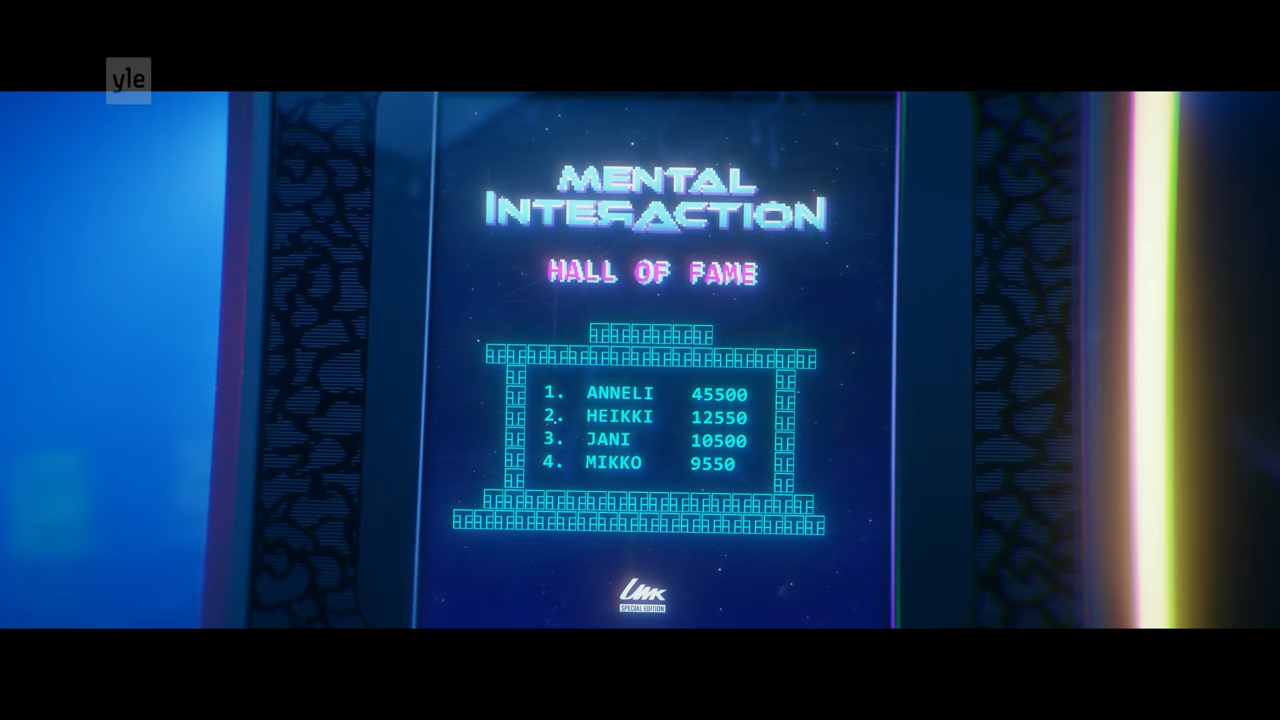 yle
MENTAL
INTERACTION
HALL OF FAME
1. ANNELI 45500
2. HEIKKI 12550
3. JANI 10500
4. MIKKO 9550
UMK
SPECIAL EDITION